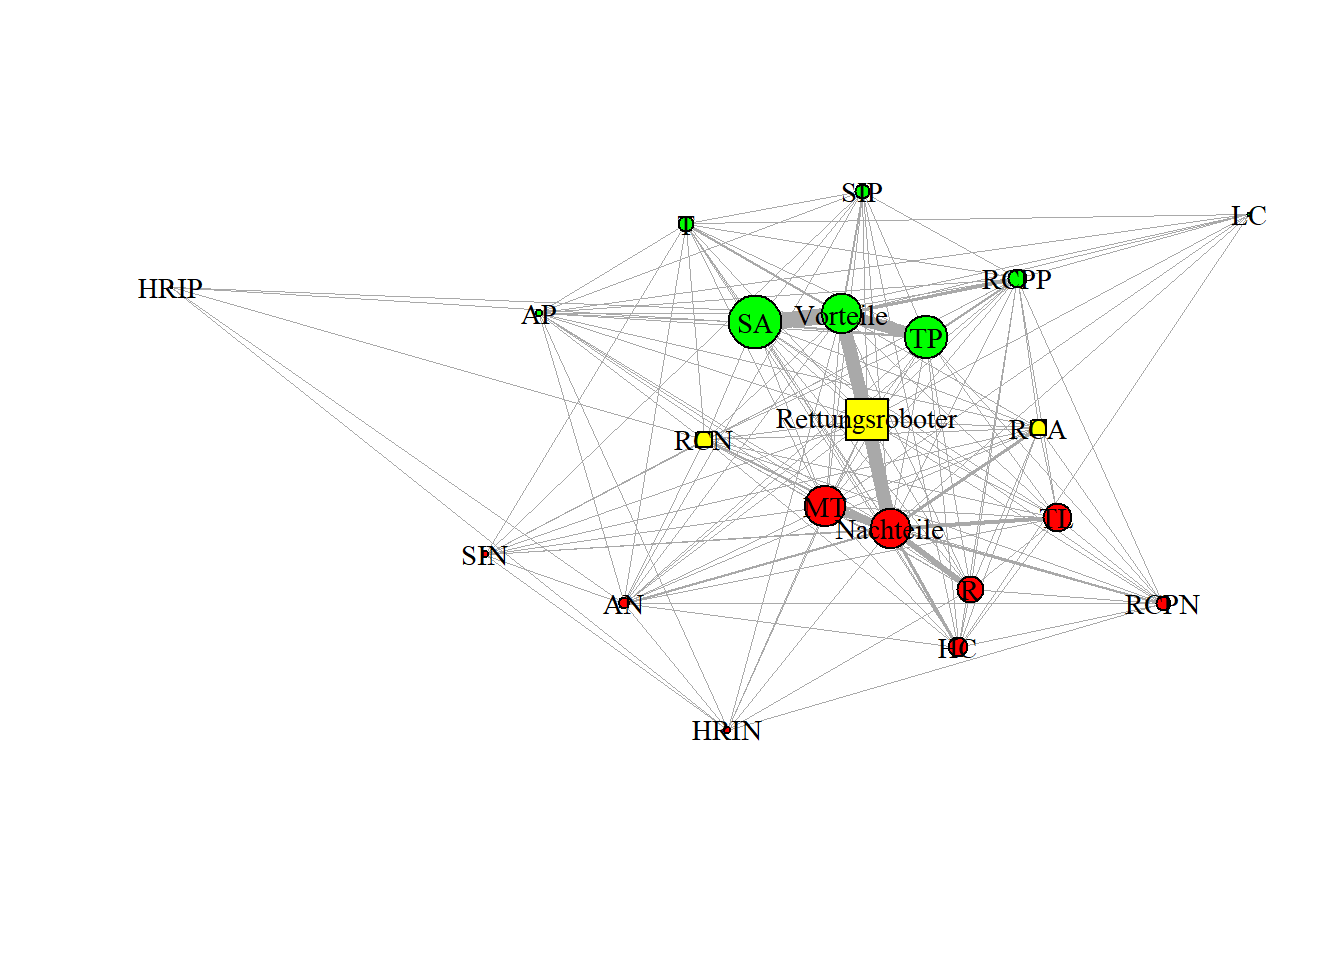 SIP
LC
T
RCPP
HRIP
AP
Vorteile
SA
TP
Rettungsroboter
RCA
RCN
MT
TL
Nachteile
SIN
R
AN
RCPN
HC
HRIN